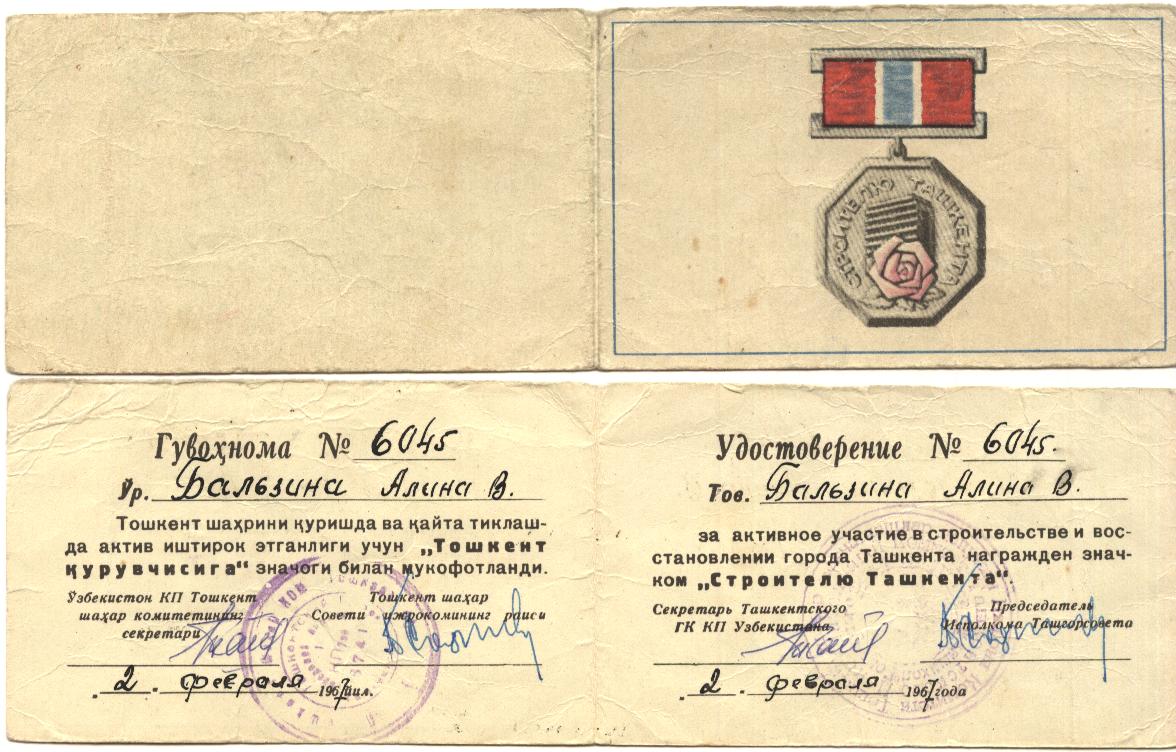 СТРОИТЕЛЮ ТАШКЕНТА
Гувоҳнома № 6045
Ўр. Бальзина Алина В.
Тошкент шаҳрини қуришда ва қайта тиклаш-
да актив иштирок этганлиги учун „Тошкент
қурувчисига“ значоги билан мукофотланди.
Ўзбекистон КП Тошкент
шаҳар комитетининг
секретари
Тошкент шаҳар
Совети ижрокомининг раиси
„2“ февраля 1967 йил.
Удостоверение № 6045.
Тов. Бальзина Алина В.
за активное участие в строительстве и вос-
становлении города Ташкента награжден знач-
ком „Строителю Ташкента“.
Секретарь Ташкентского
ГК КП Узбекистана
Председатель
Исполкома Ташгорсовета
„2“ февраля 1967 года